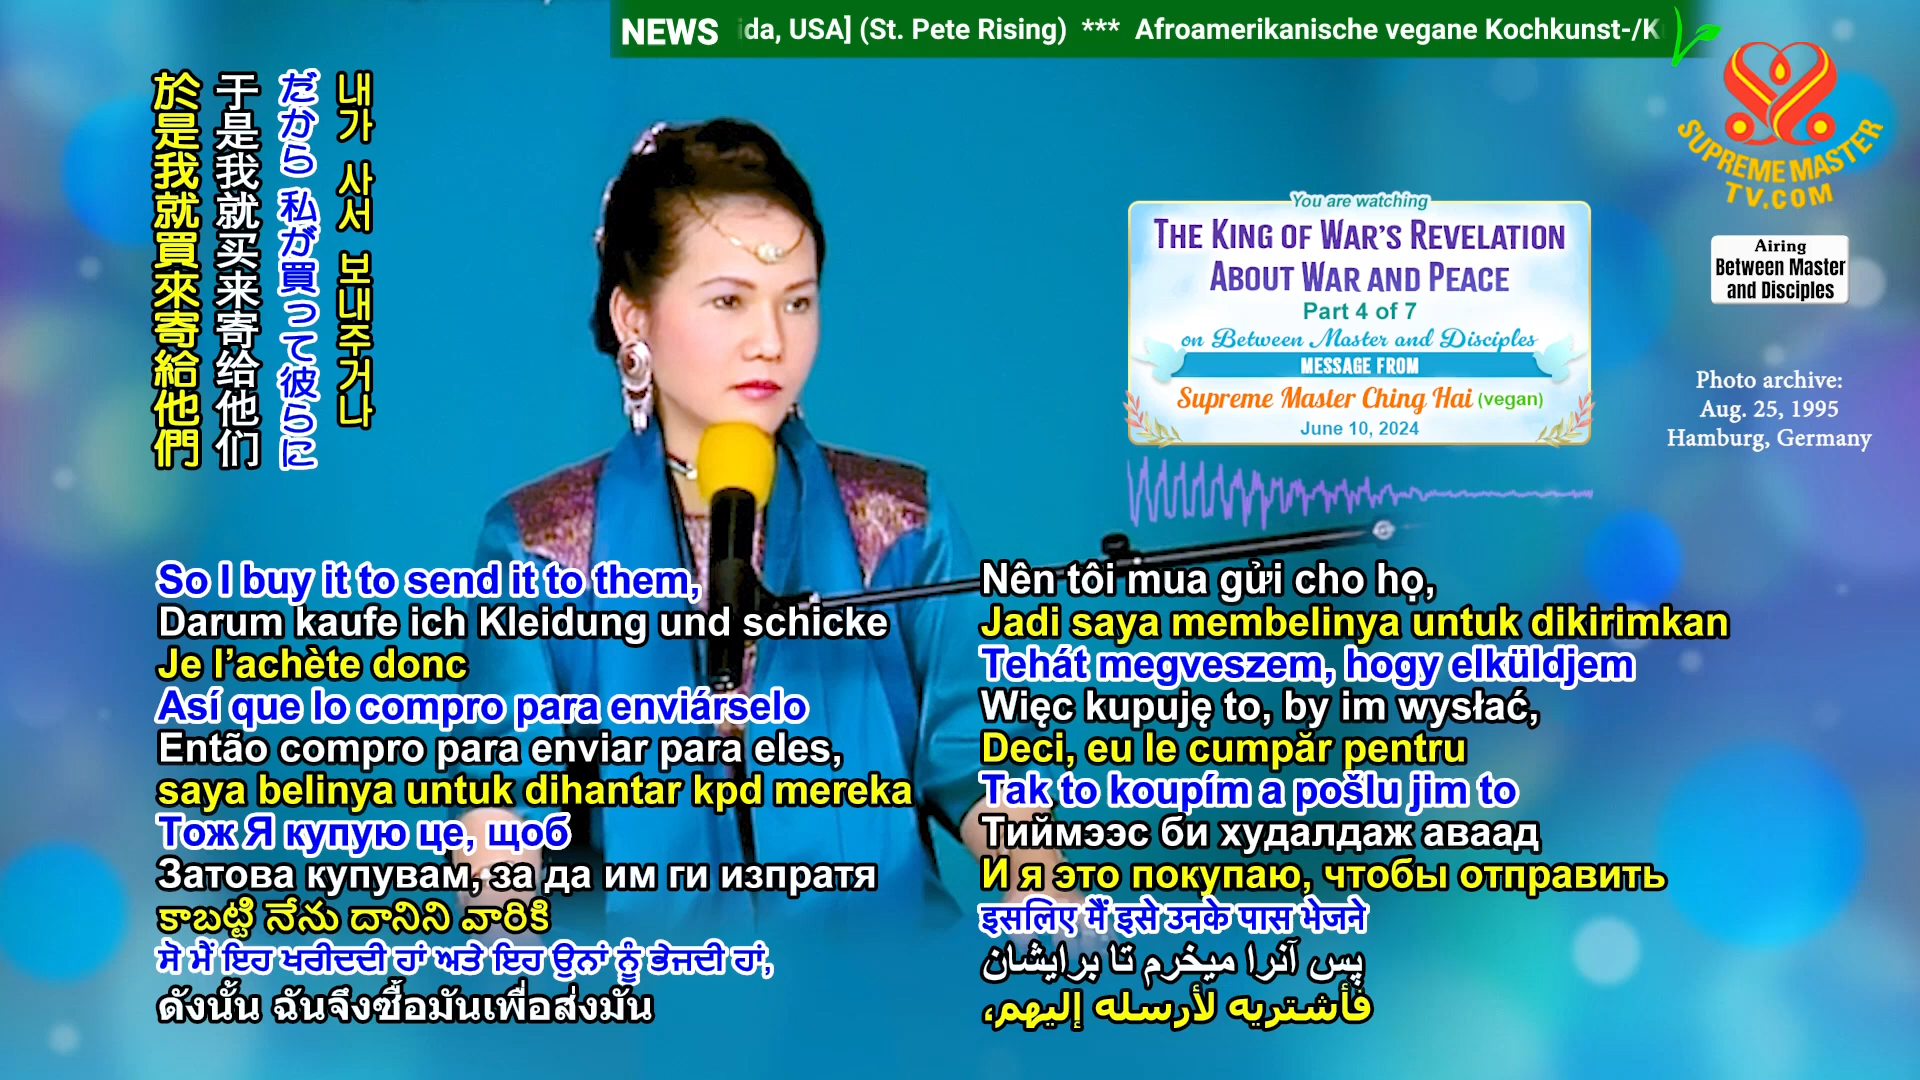 NEWS da, USA] (St. Pete Rising) *** Afroamerikanische vegane Kochkunst-/K
SUPREME MASTER
TV.COM
Airing
Between Master
and Disciples
Photo archive:
Aug. 25, 1995
Hamburg, Germany
You are watching
THE KING OF WAR'S REVELATION
ABOUT WAR AND PEACE
Part 4 of 7
on Between Master and Disciples
MESSAGE FROM
Supreme Master Ching Hai (vegan)
June 10, 2024
내가 사서 보내주거나
だから 私が買って彼らに
于是我就买来寄给他们
於是我就買來寄給他們
So I buy it to send it to them,
Darum kaufe ich Kleidung und schicke
Je l'achète donc
Así que lo compro para enviárselo
Então compro para enviar para eles,
saya belinya untuk dihantar kpd mereka
Тож Я купую це, щоб
Затова купувам, за да им ги изпратя
కాబట్టి నేను దానిని వారికి
ਸੋ ਮੈਂ ਇਹ ਖਰੀਦਦੀ ਹਾਂ ਅਤੇ ਇਹ ਉਨਾਂ ਨੂੰ ਭੇਜਦੀ ਹਾਂ,
ดังนั้น ฉันจึงซื้อมันเพื่อส่งมัน
Nên tôi mua gửi cho họ,
Jadi saya membelinya untuk dikirimkan
Tehát megveszem, hogy elküldjem
Więc kupuję to, by im wysłać,
Deci, eu le cumpăr pentru
Tak to koupím a pošlu jim to
Тиймээс би худалдаж аваад
И я это покупаю, чтобы отправить
इसलिए मैं इसे उनके पास भेजने
پس آنرا میخرم تا برایشان
فأشتريه لأرسله إليهم،